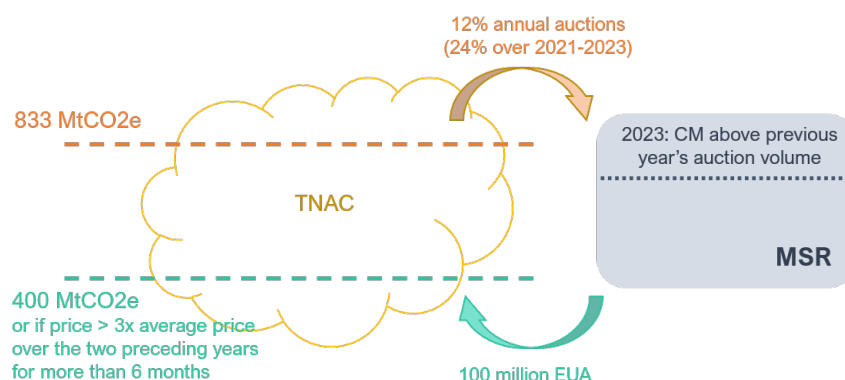 12% annual auctions
(24% over 2021-2023)
833 MtCO2e
2023: CM above previous
year's auction volume
TNAC
MSR
400 MtCO2e
or if price > 3x average price
over the two preceding years
for more than 6 months
100 million EUA